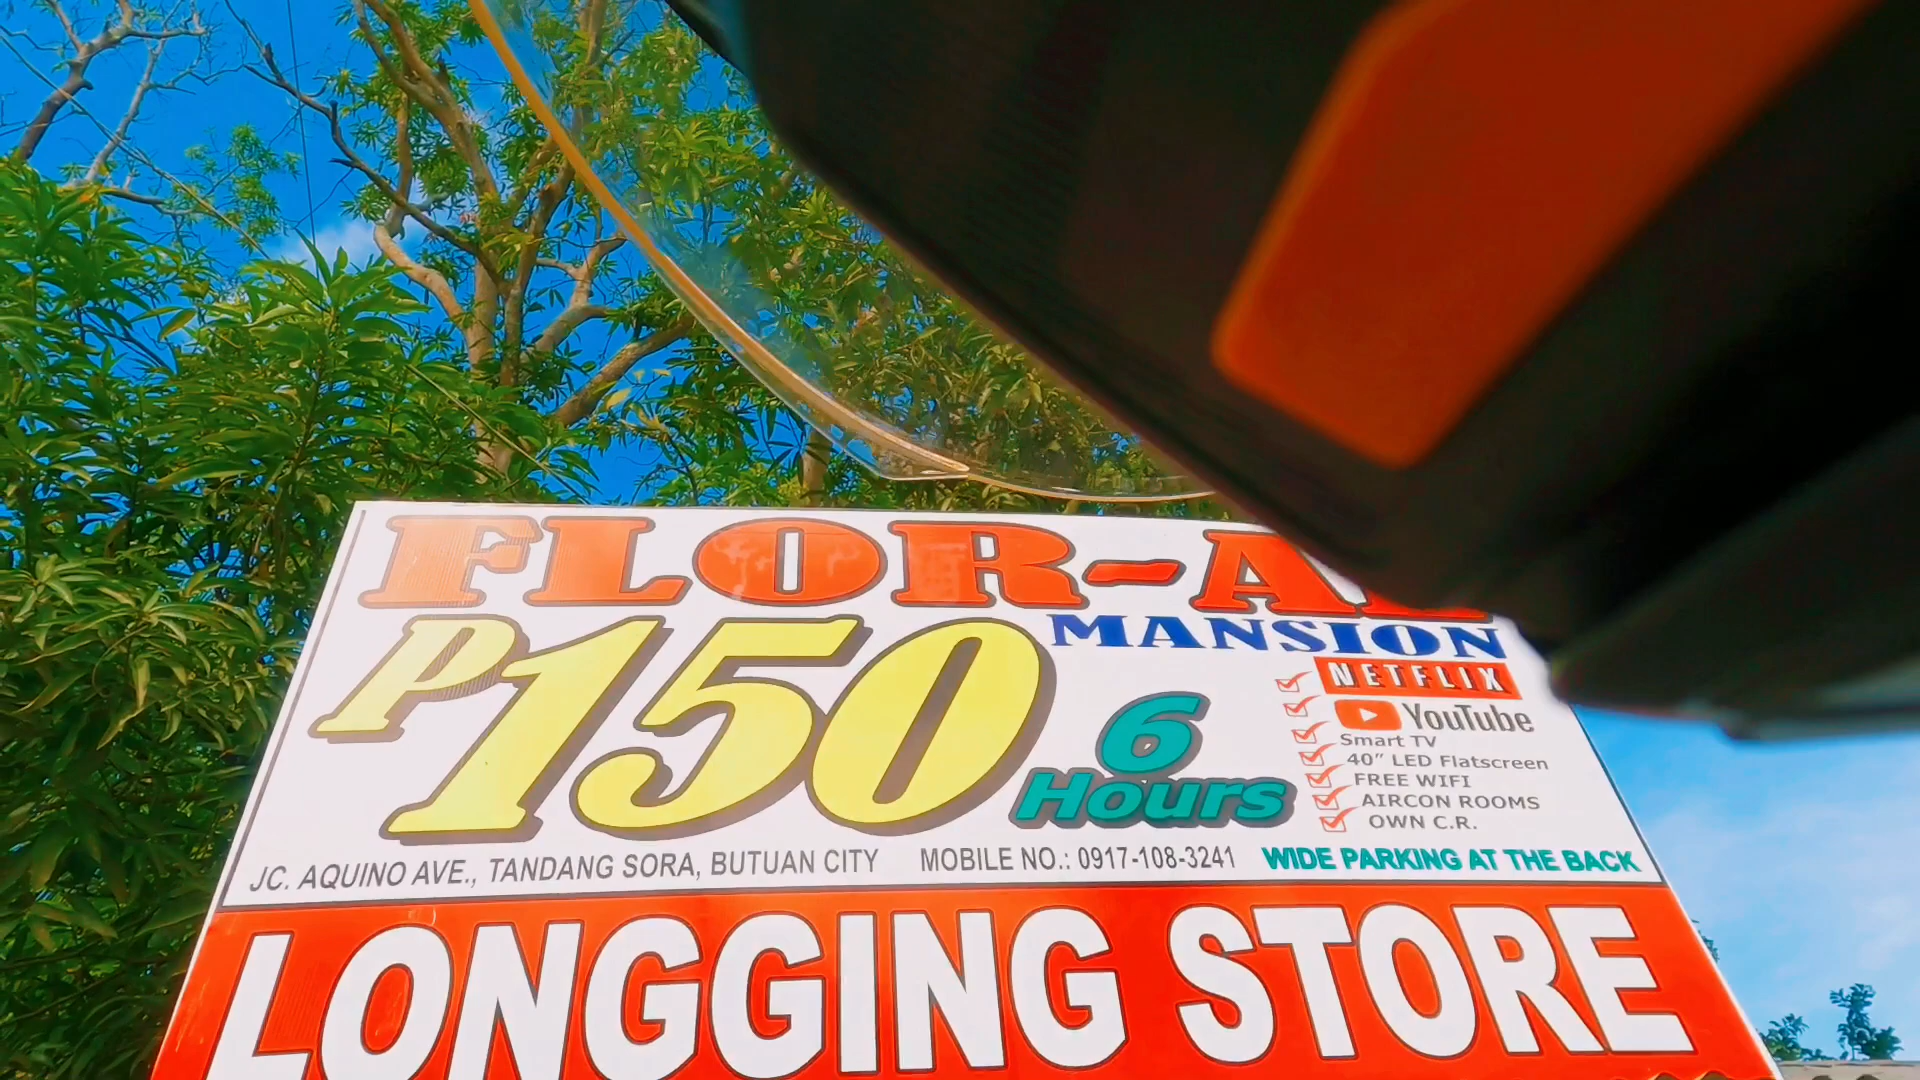 MANSION
P150
6
Hours
NETFLIX
YouTube
Smart TV
40” LED Flatscreen
FREE WIFI
AIRCON ROOMS
OWN C.R.
JC. AQUINO AVE., TANDANG SORA, BUTUAN CITY MOBILE NO.: 0917-108-3241 WIDE PARKING AT THE BACK
LONGGING STORE